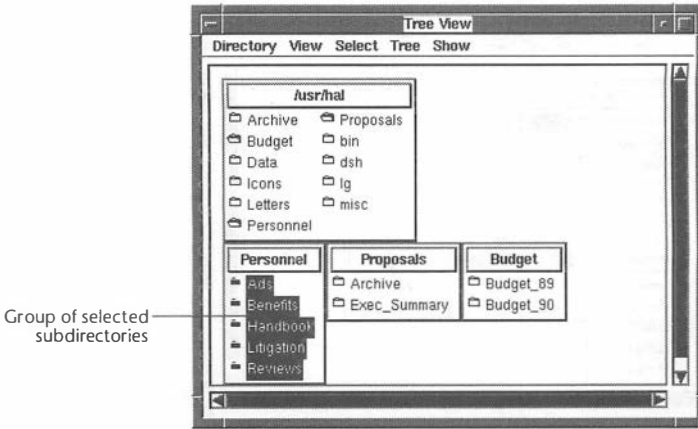 Tree View
Directory View Select Tree Show
/usr/hal
Archive Proposals
Budget bin
Data dsh
Icons lg
Letters misc
Personnel
Personnel Proposals Budget
Ads Archive Budget_89
Benefits Exec_Summary Budget_90
Handbook
Litigation
Reviews
Group of selected
subdirectories